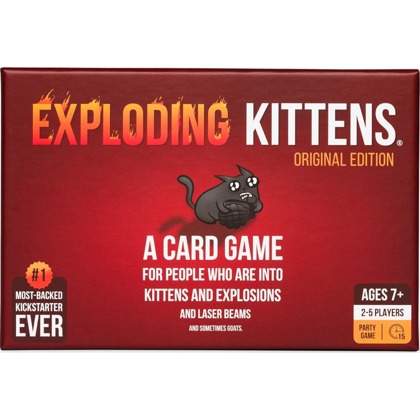 EXPLODING KITTENS®
ORIGINAL EDITION
A CARD GAME
FOR PEOPLE WHO ARE INTO
KITTENS AND EXPLOSIONS
AND LASER BEAMS
AND SOMETIMES GOATS.
#1
MOST-BACKED
KICKSTARTER
EVER
AGES 7+
2-5 PLAYERS
PARTY
GAME
15